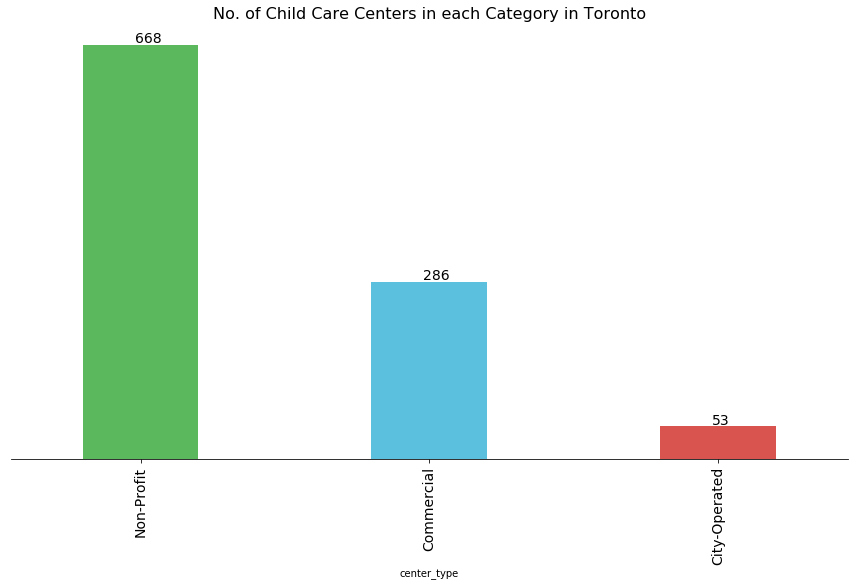 No. of Child Care Centers in each Category in Toronto
668
286
53
Non-Profit
Commercial
City-Operated
center_type